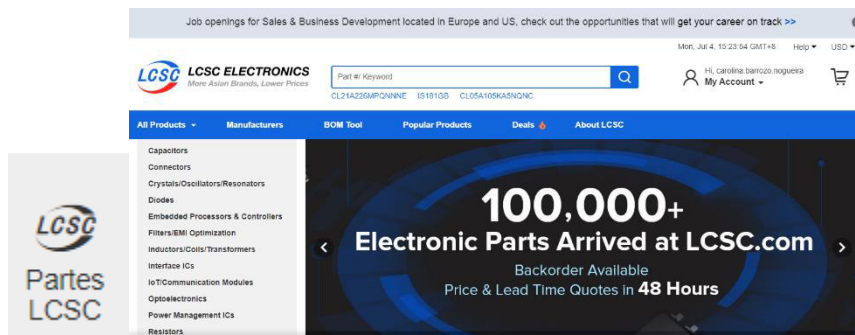 Job openings for Sales & Business Development located in Europe and US, check out the opportunities that will get your career on track >>
Mon, Jul 4, 15:23:54 GMT+8 Help USD
LCSC LCSC ELECTRONICS
More Asian Brands, Lower Prices
Part #/ Keyword
Hi, carolina.barrozo.nogueira
My Account
CL21A226MPQNNNE IS181GB CL05A105KA5NQNC
All Products Manufacturers BOM Tool Popular Products Deals About LCSC
Capacitors
Connectors
Crystals/Oscillators/Resonators
Diodes
Embedded Processors & Controllers
Filters/EMI Optimization
Inductors/Coils/Transformers
Interface ICs
IoT/Communication Modules
Optoelectronics
Power Management ICs
Resistors
100,000+
Electronic Parts Arrived at LCSC.com
Backorder Available
Price & Lead Time Quotes in 48 Hours
LCSC
Partes
LCSC